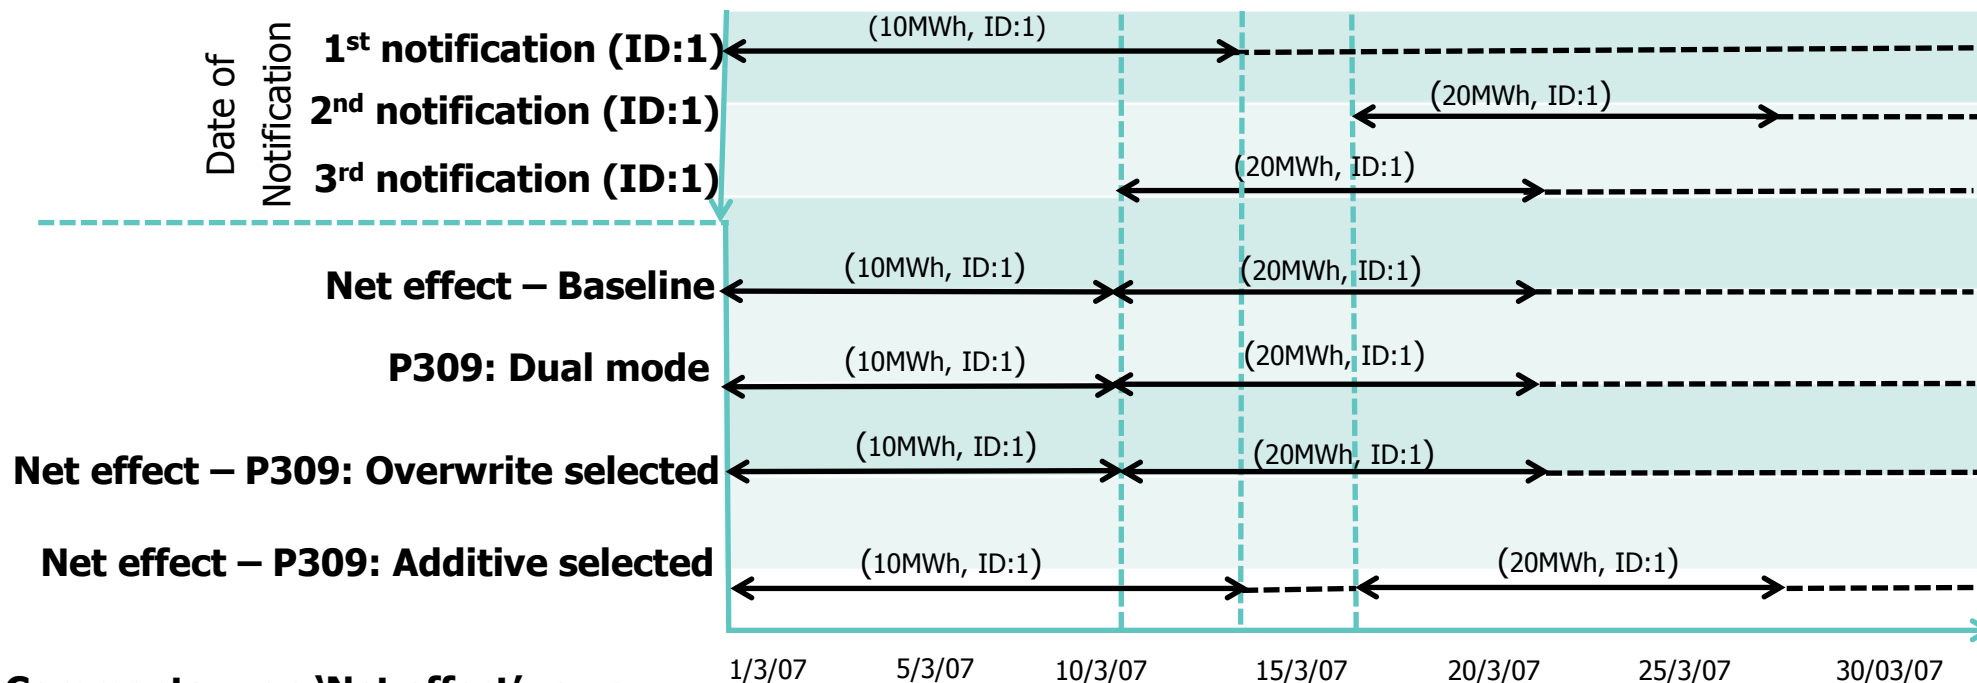 Date of
Notification
1st notification (ID:1)
(10MWh, ID:1)
2nd notification (ID:1)
(20MWh, ID:1)
3rd notification (ID:1)
(20MWh, ID:1)
Net effect – Baseline
(10MWh, ID:1)
(20MWh, ID:1)
P309: Dual mode
(10MWh, ID:1)
(20MWh, ID:1)
Net effect – P309: Overwrite selected
(10MWh, ID:1)
(20MWh, ID:1)
Net effect – P309: Additive selected
(10MWh, ID:1)
(20MWh, ID:1)
1/3/07 5/3/07 10/3/07 15/3/07 20/3/07 25/3/07 30/03/07
'Net effect'